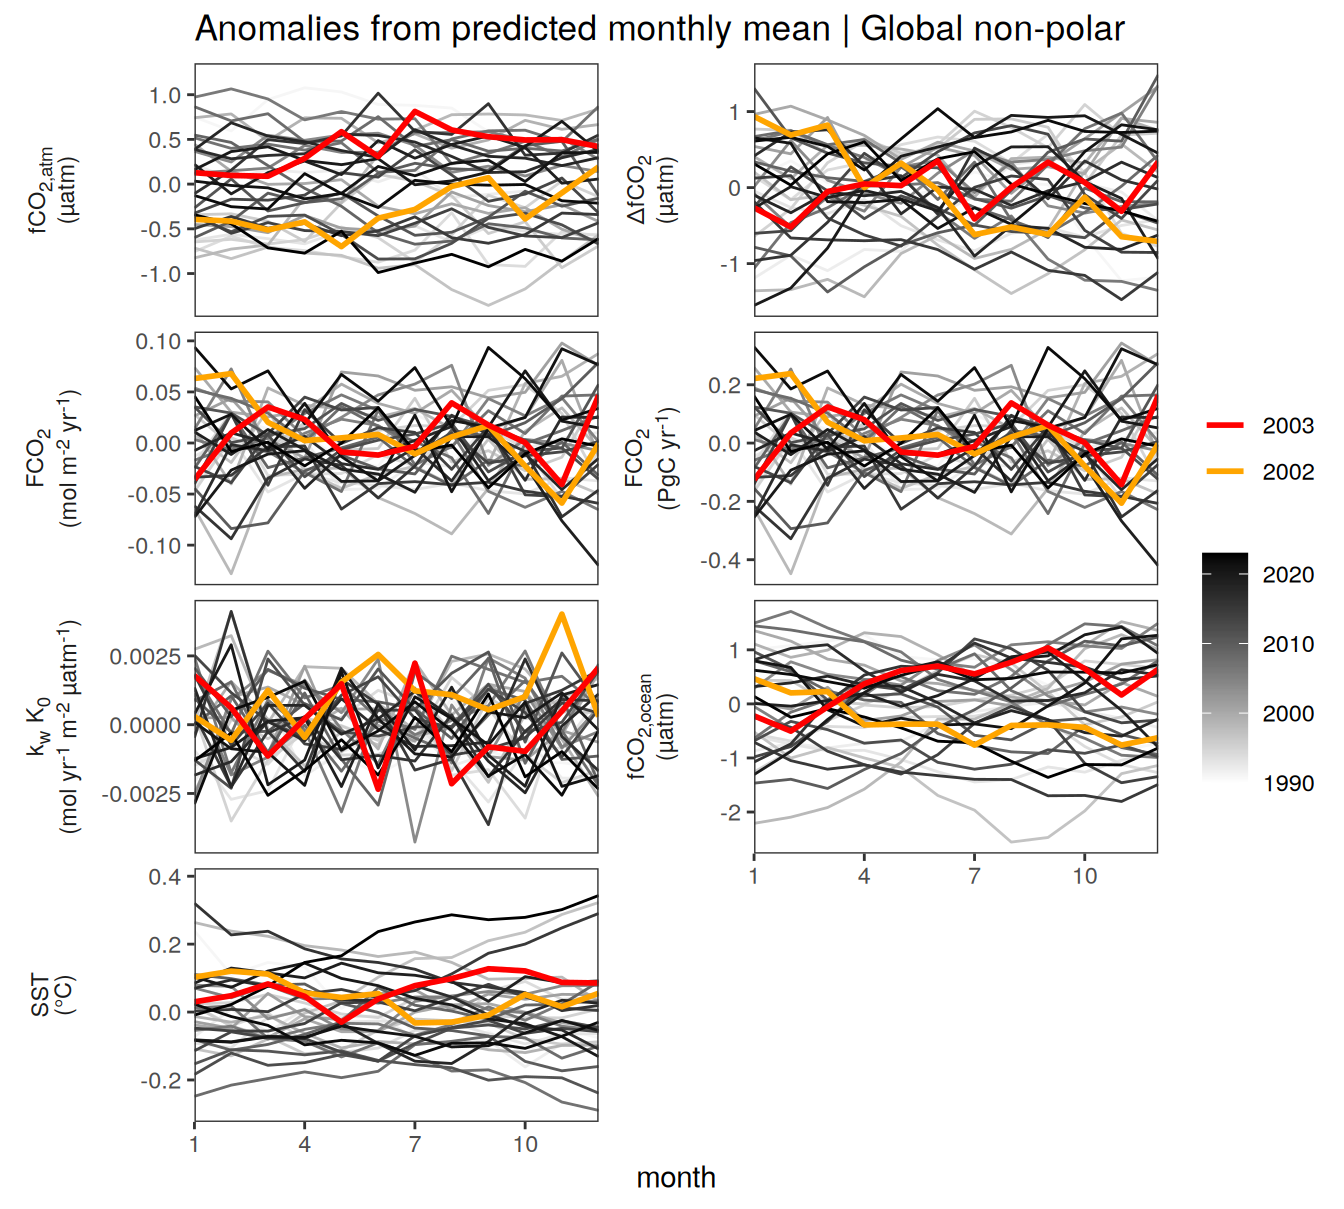 Anomalies from predicted monthly mean | Global non-polar
fCO2,atm
(µatm)
1.0
0.5
0.0
-0.5
-1.0
ΔfCO2
(µatm)
1
0
-1
FCO2
(mol m-2 yr-1)
0.10
0.05
0.00
-0.05
-0.10
FCO2
(PgC yr-1)
0.2
0.0
-0.2
-0.4
kw K0
(mol yr-1 m-2 µatm-1)
0.0025
0.0000
-0.0025
fCO2,ocean
(µatm)
1
0
-1
-2
1 4 7 10
SST
(°C)
0.4
0.2
0.0
-0.2
1 4 7 10
month
2003
2002
2020
2010
2000
1990